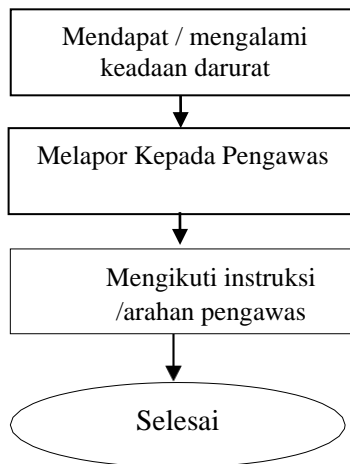 Mendapat / mengalami
keadaan darurat
Melapor Kepada Pengawas
Mengikuti instruksi
/arahan pengawas
Selesai